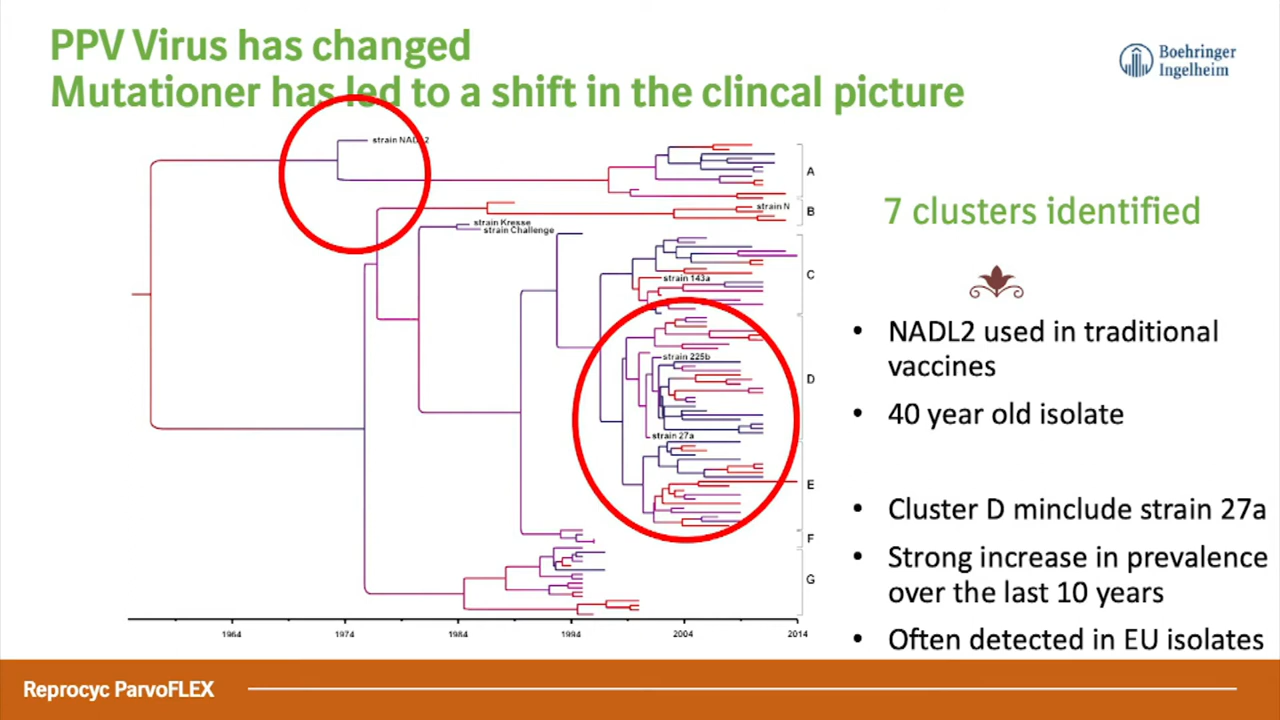 PPV Virus has changed
Mutationer has led to a shift in the clincal picture
Boehringer
Ingelheim
strain NADL2
A
strain N
B
strain Kresse
strain Challenge
C
strain 143a
strain 225b
D
strain 27a
E
F
G
1964 1974 1984 1994 2004 2014
7 clusters identified
• NADL2 used in traditional
vaccines
• 40 year old isolate
• Cluster D minclude strain 27a
• Strong increase in prevalence
over the last 10 years
• Often detected in EU isolates
Reprocyc ParvoFLEX